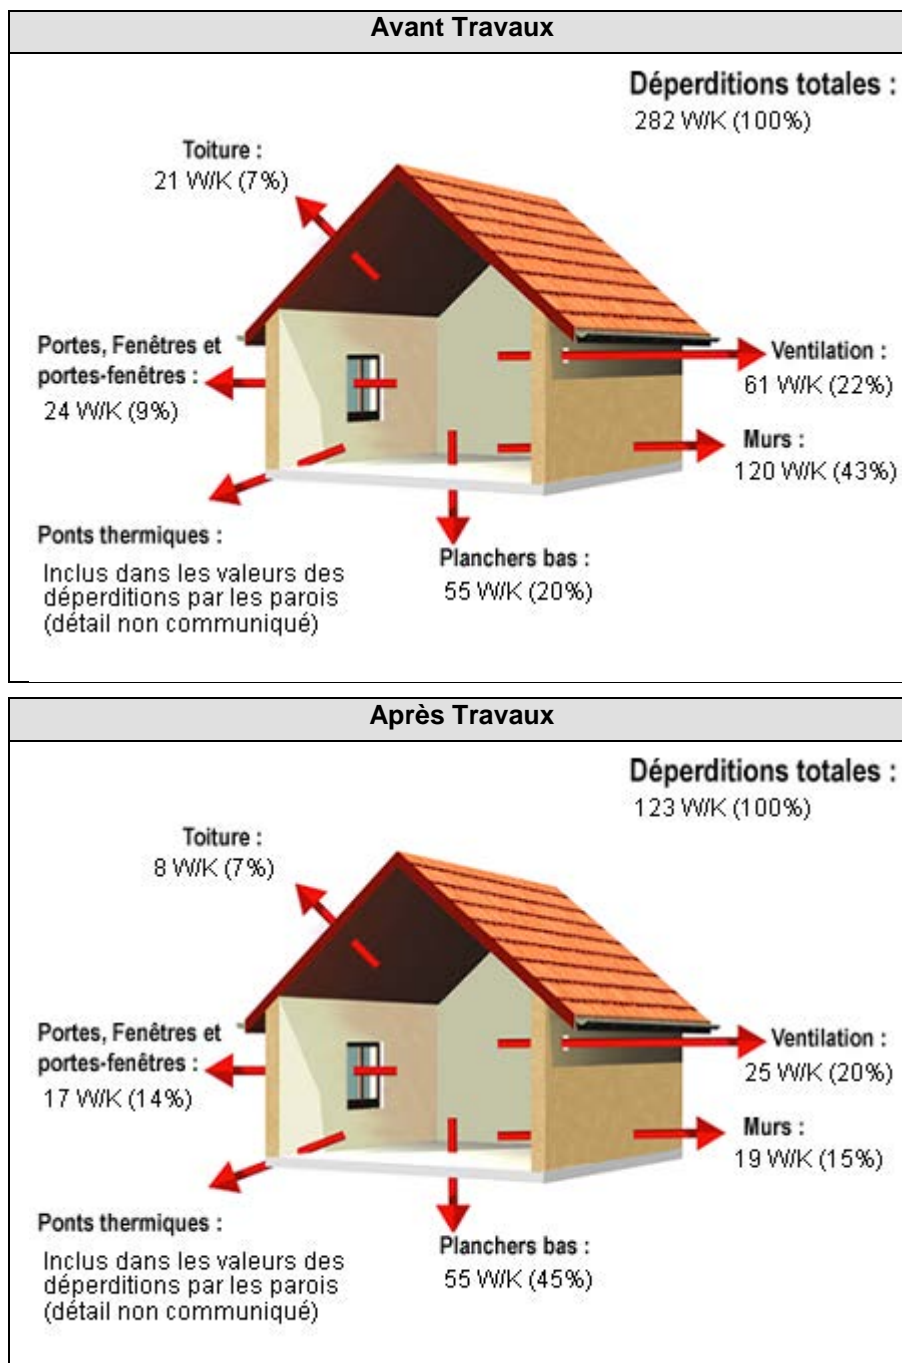 Avant Travaux
Déperditions totales :
282 W/K (100%)
Toiture :
21 W/K (7%)
Portes, Fenêtres et
portes-fenêtres :
24 W/K (9%)
Ventilation :
61 W/K (22%)
Murs :
120 W/K (43%)
Ponts thermiques :
Inclus dans les valeurs des
déperditions par les parois
(détail non communiqué)
Planchers bas :
55 W/K (20%)
Après Travaux
Déperditions totales :
123 W/K (100%)
Toiture :
8 W/K (7%)
Portes, Fenêtres et
portes-fenêtres :
17 W/K (14%)
Ventilation :
25 W/K (20%)
Murs :
19 W/K (15%)
Ponts thermiques :
Inclus dans les valeurs des
déperditions par les parois
(détail non communiqué)
Planchers bas :
55 W/K (45%)